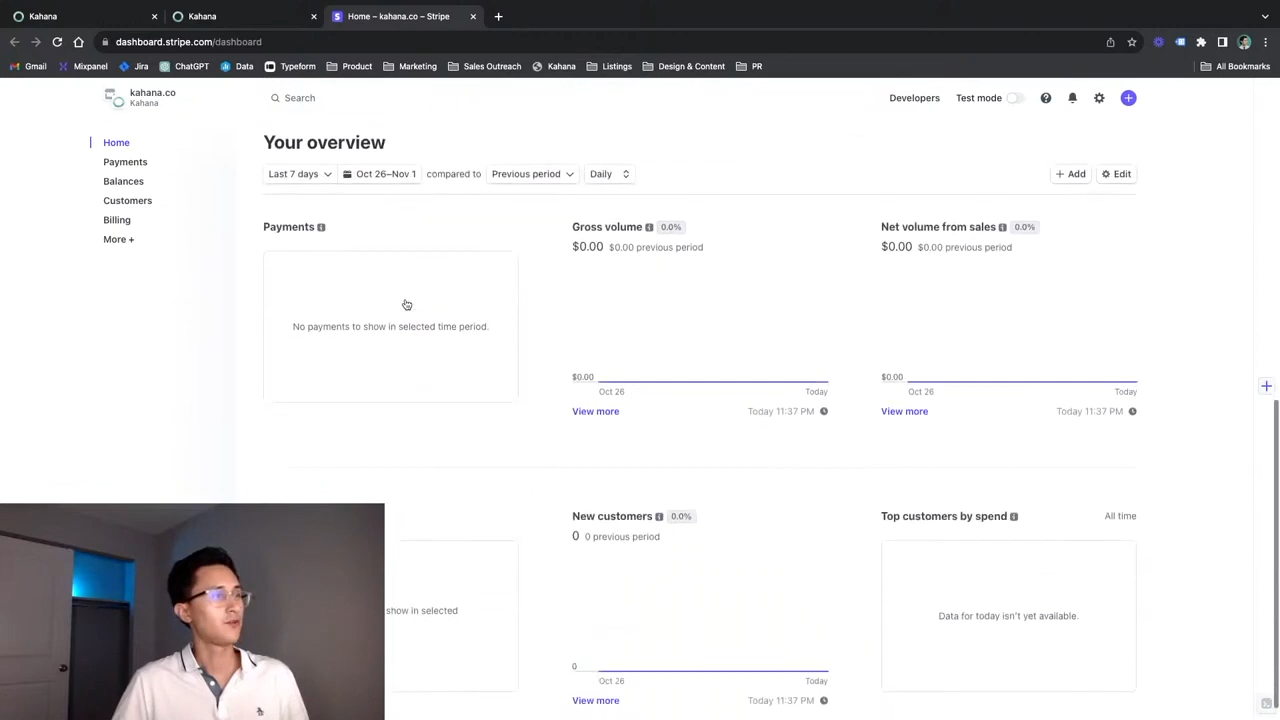 Kahana
Kahana
Home – kahana.co – Stripe
dashboard.stripe.com/dashboard
Gmail Mixpanel Jira ChatGPT Data Typeform Product Marketing Sales Outreach Kahana Listings Design & Content PR All Bookmarks
kahana.co
Kahana
Search
Developers Test mode
Home
Payments
Balances
Customers
Billing
More +
Your overview
Last 7 days Oct 26–Nov 1 compared to Previous period Daily + Add Edit
Payments
No payments to show in selected time period.
Gross volume 0.0%
$0.00 $0.00 previous period
$0.00
Oct 26 Today
View more Today 11:37 PM
Net volume from sales 0.0%
$0.00 $0.00 previous period
$0.00
Oct 26 Today
View more Today 11:37 PM
show in selected
New customers 0.0%
0 0 previous period
0
Oct 26 Today
View more Today 11:37 PM
Top customers by spend All time
Data for today isn't yet available.